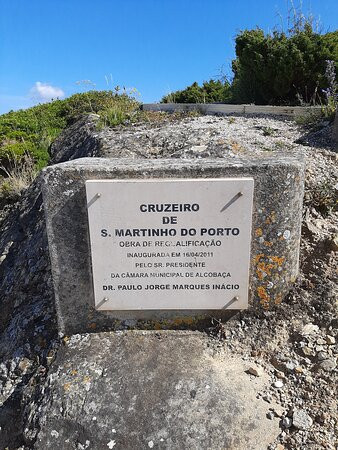 CRUZEIRO
DE
S. MARTINHO DO PORTO
OBRA DE REQUALIFICAÇÃO
INAUGURADA EM 16/04/2011
PELO SR. PRESIDENTE
DA CÂMARA MUNICIPAL DE ALCOBAÇA
DR. PAULO JORGE MARQUES INÁCIO